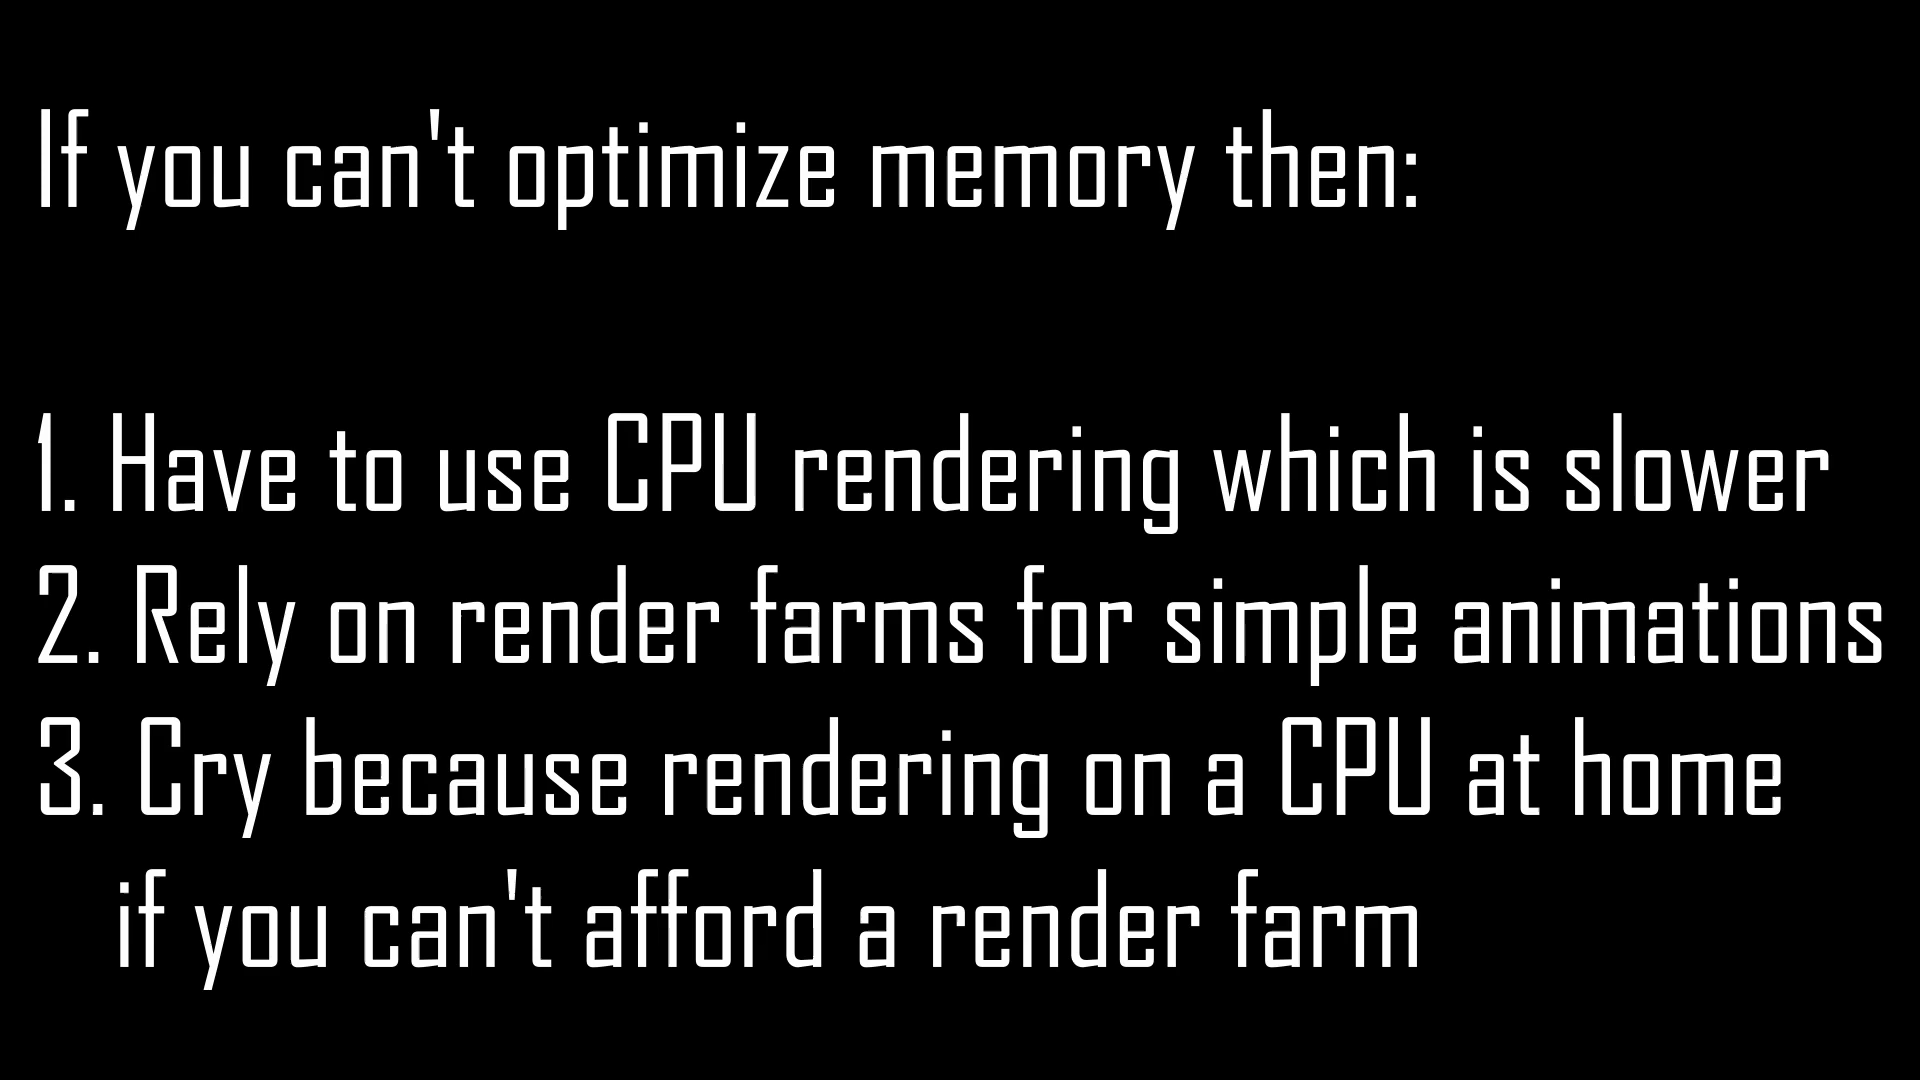 If you can't optimize memory then:
1. Have to use CPU rendering which is slower
2. Rely on render farms for simple animations
3. Cry because rendering on a CPU at home
if you can't afford a render farm